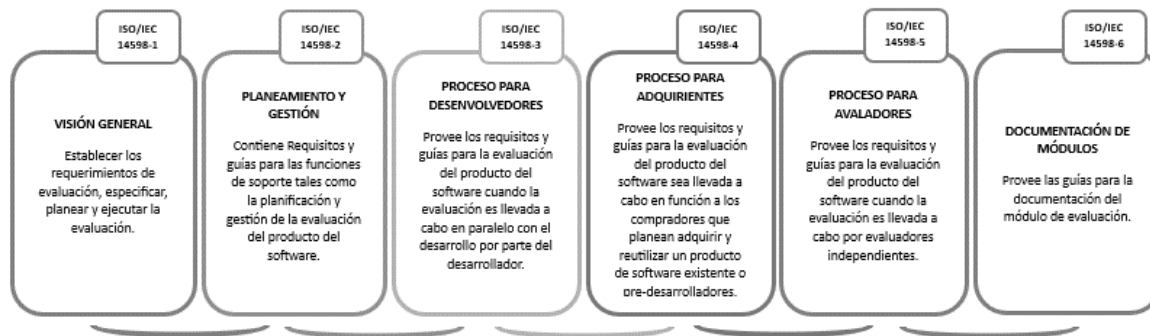 ISO/IEC
14598-1
VISIÓN GENERAL
Establecer los
requerimientos de
evaluación, especificar,
planear y ejecutar la
evaluación.
ISO/IEC
14598-2
PLANEAMIENTO Y
GESTIÓN
Contiene Requisitos y
guías para las funciones
de soporte tales como
la planificación y
gestión de la evaluación
del producto del
software.
ISO/IEC
14598-3
PROCESO PARA
DESENVOLVEDORES
Provee los requisitos y
guías para la evaluación
del producto del
software cuando la
evaluación es llevada a
cabo en paralelo con el
desarrollo por parte del
desarrollador.
ISO/IEC
14598-4
PROCESO PARA
ADQUIRIENTES
Provee los requisitos y
guías para la evaluación
del producto del
software sea llevada a
cabo en función a los
compradores que
planean adquirir y
reutilizar un producto
de software existente o
pre-desarrolladores.
ISO/IEC
14598-5
PROCESO PARA
AVALADORES
Provee los requisitos y
guías para la evaluación
del producto del
software cuando la
evaluación es llevada a
cabo por evaluadores
independientes.
ISO/IEC
14598-6
DOCUMENTACIÓN DE
MÓDULOS
Provee las guías para la
documentación del
módulo de evaluación.